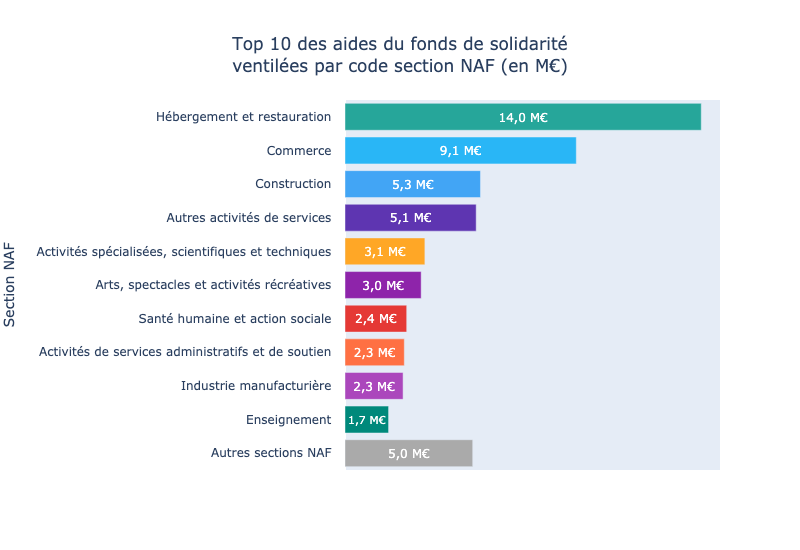 Top 10 des aides du fonds de solidarité
ventilées par code section NAF (en M€)
Section NAF
Hébergement et restauration 14,0 M€
Commerce 9,1 M€
Construction 5,3 M€
Autres activités de services 5,1 M€
Activités spécialisées, scientifiques et techniques 3,1 M€
Arts, spectacles et activités récréatives 3,0 M€
Santé humaine et action sociale 2,4 M€
Activités de services administratifs et de soutien 2,3 M€
Industrie manufacturière 2,3 M€
Enseignement 1,7 M€
Autres sections NAF 5,0 M€